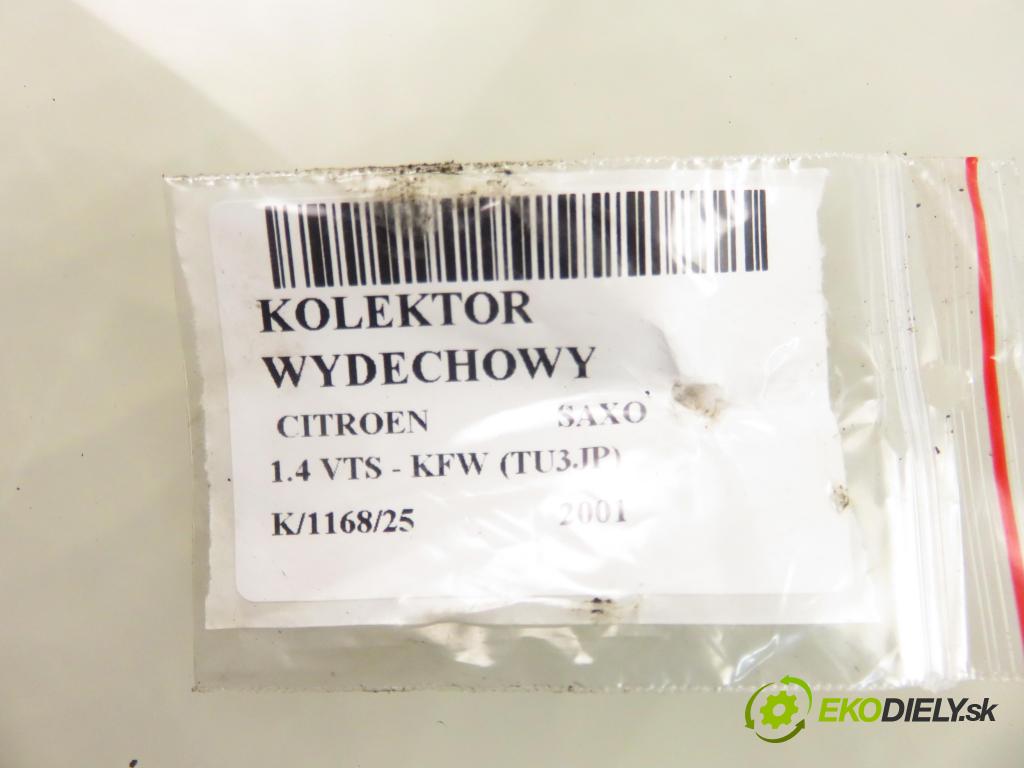 KOLEKTOR
WYDECHOWY
CITROEN SAXO
1.4 VTS - KFW (TU3JP)
K/1168/25 2001
EKODIELY.sk